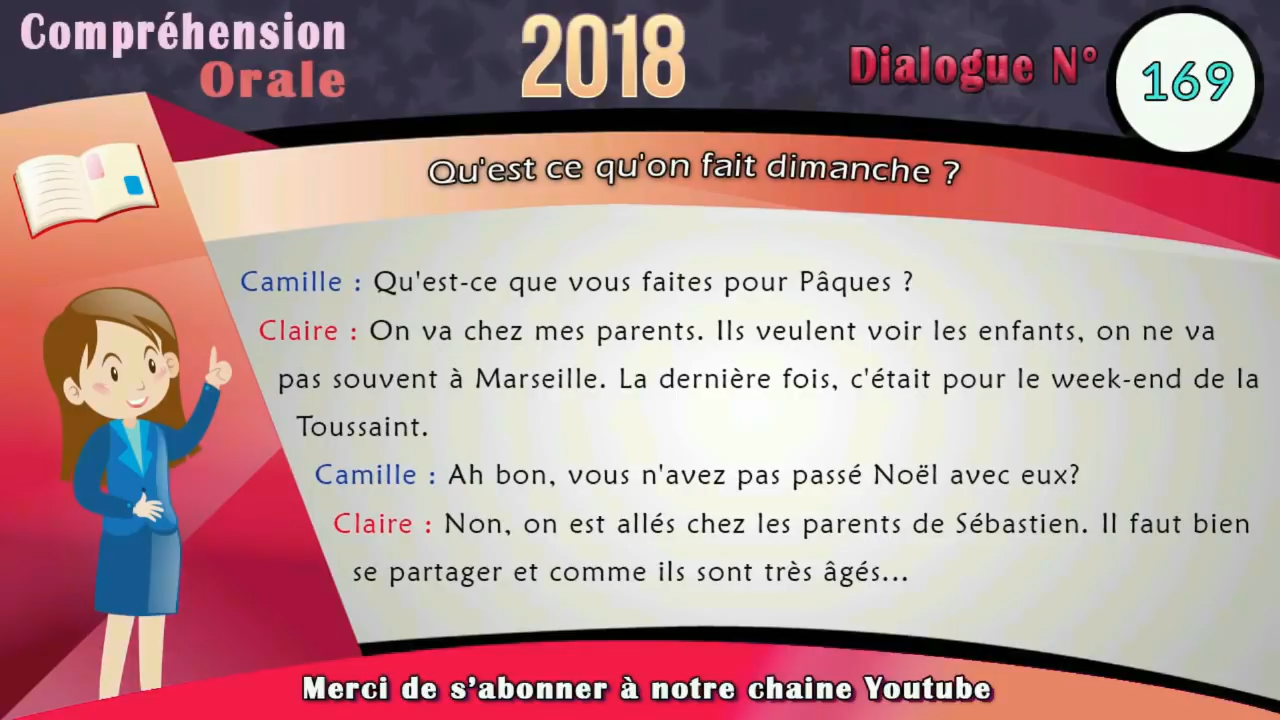 Compréhension
Orale
2018
Dialogue N° 169
Qu'est ce qu'on fait dimanche ?
Camille : Qu'est-ce que vous faites pour Pâques ?
Claire : On va chez mes parents. Ils veulent voir les enfants, on ne va
pas souvent à Marseille. La dernière fois, c'était pour le week-end de la
Toussaint.
Camille : Ah bon, vous n'avez pas passé Noël avec eux?
Claire : Non, on est allés chez les parents de Sébastien. Il faut bien
se partager et comme ils sont très âgés...
Merci de s'abonner à notre chaine Youtube